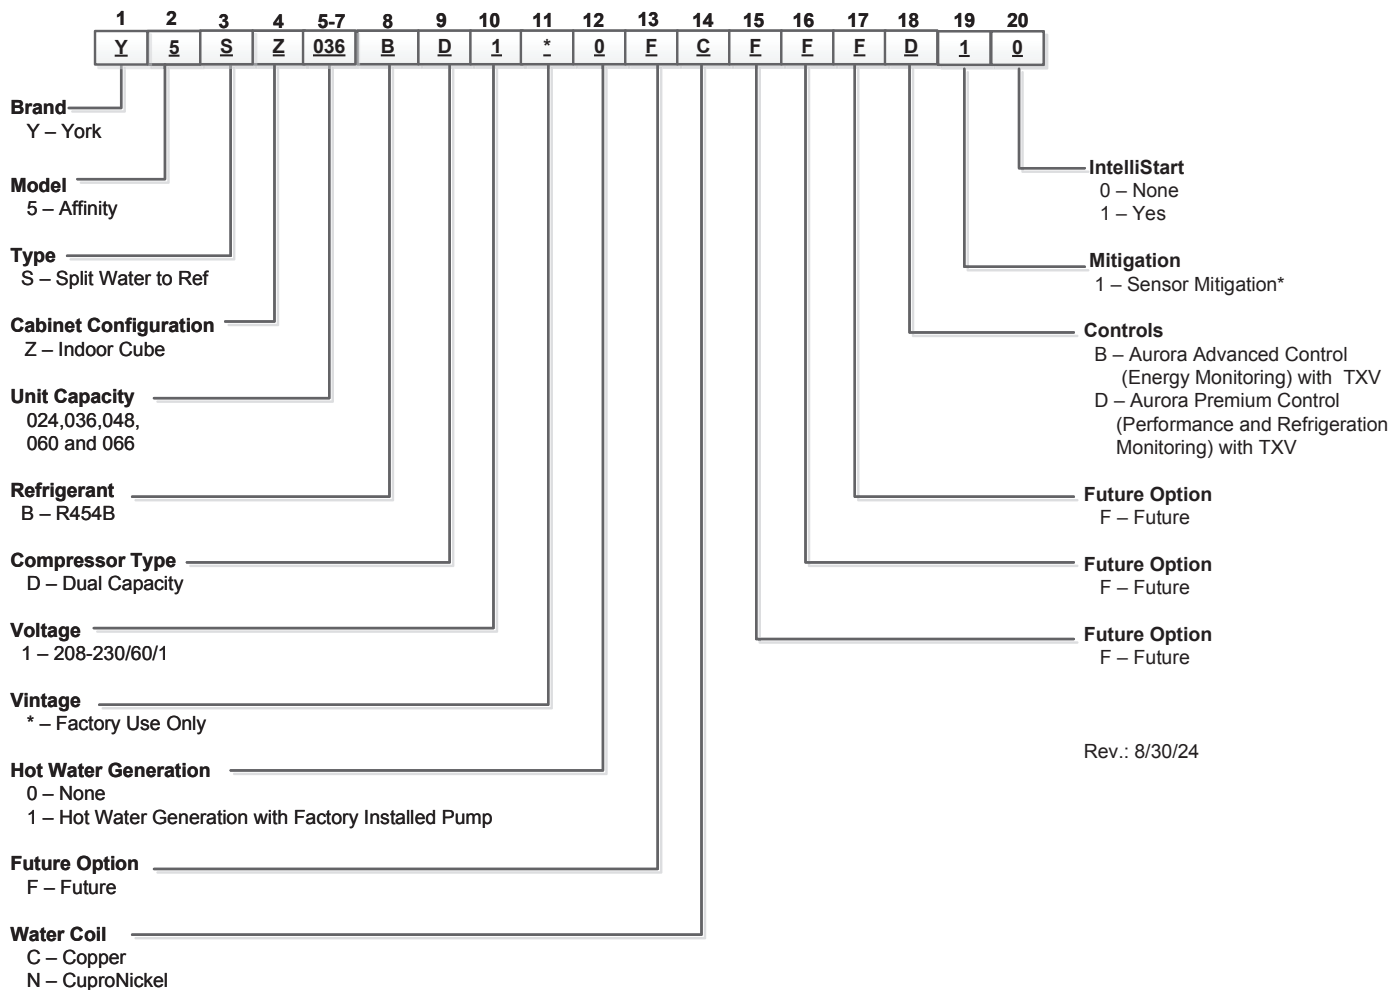 1 2 3 4 5-7 8 9 10 11 12 13 14 15 16 17 18 19 20
Y 5 S Z 036 B D 1 * 0 F C F F F D 1 0
Brand
Y – York
Model
5 – Affinity
Type
S – Split Water to Ref
Cabinet Configuration
Z – Indoor Cube
Unit Capacity
024,036,048,
060 and 066
Refrigerant
B – R454B
Compressor Type
D – Dual Capacity
Voltage
1 – 208-230/60/1
Vintage
* – Factory Use Only
Hot Water Generation
0 – None
1 – Hot Water Generation with Factory Installed Pump
Future Option
F – Future
Water Coil
C – Copper
N – CuproNickel
IntelliStart
0 – None
1 – Yes
Mitigation
1 – Sensor Mitigation*
Controls
B – Aurora Advanced Control
(Energy Monitoring) with TXV
D – Aurora Premium Control
(Performance and Refrigeration
Monitoring) with TXV
Future Option
F – Future
Future Option
F – Future
Future Option
F – Future
Rev.: 8/30/24